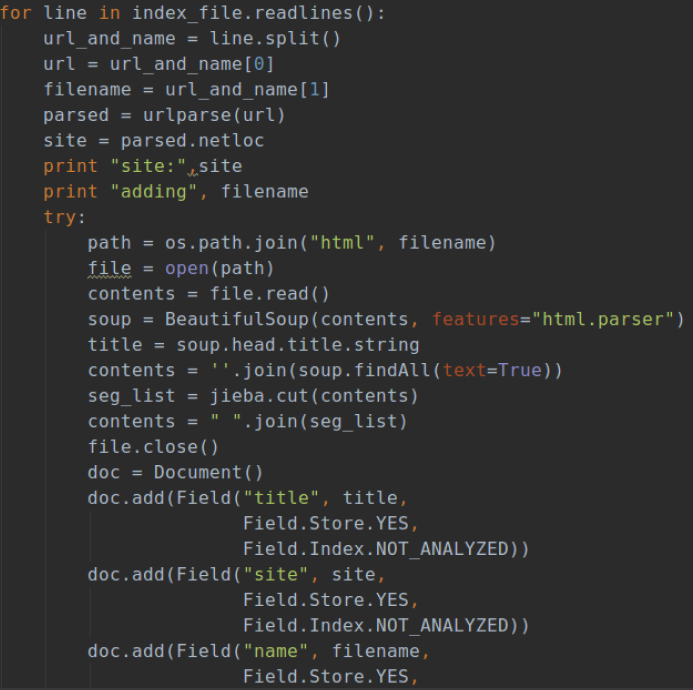 for line in index_file.readlines():
    url_and_name = line.split()
    url = url_and_name[0]
    filename = url_and_name[1]
    parsed = urlparse(url)
    site = parsed.netloc
    print "site:",site
    print "adding", filename
    try:
        path = os.path.join("html", filename)
        file = open(path)
        contents = file.read()
        soup = BeautifulSoup(contents, features="html.parser")
        title = soup.head.title.string
        contents = ''.join(soup.findAll(text=True))
        seg_list = jieba.cut(contents)
        contents = " ".join(seg_list)
        file.close()
        doc = Document()
        doc.add(Field("title", title,
                      Field.Store.YES,
                      Field.Index.NOT_ANALYZED))
        doc.add(Field("site", site,
                      Field.Store.YES,
                      Field.Index.NOT_ANALYZED))
        doc.add(Field("name", filename,
                      Field.Store.YES,